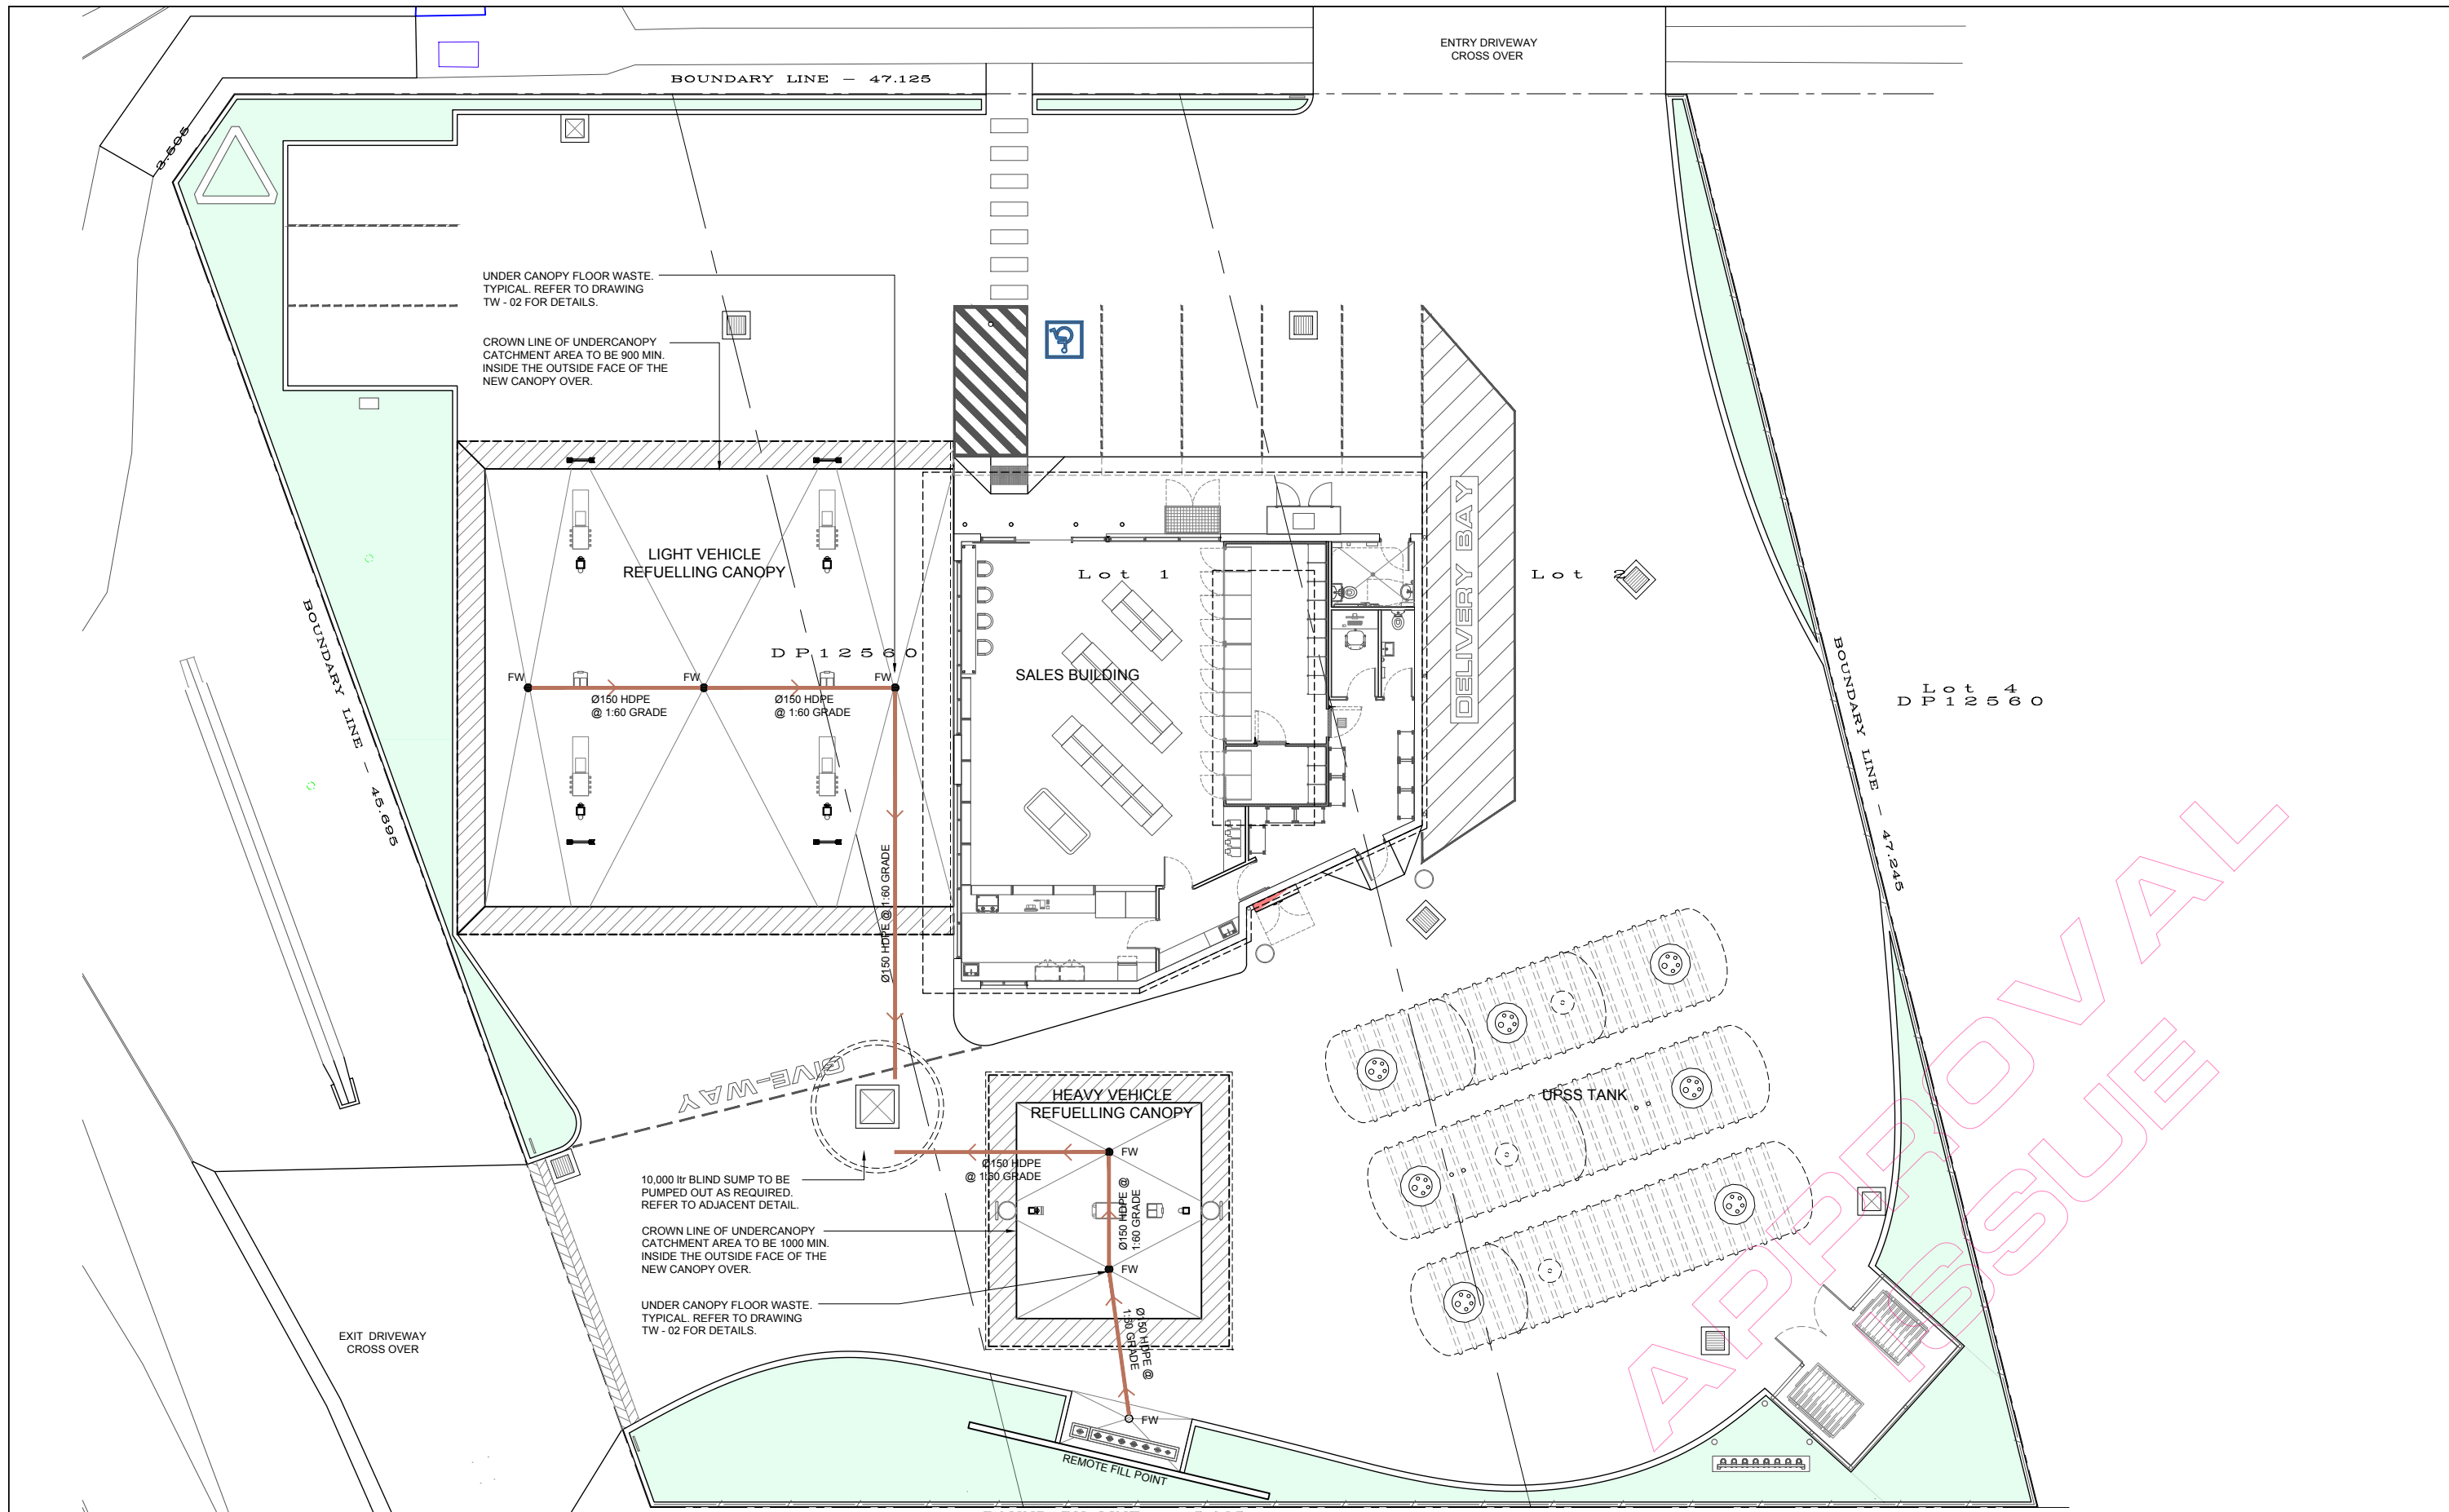 ENTRY DRIVEWAY
CROSS OVER
BOUNDARY LINE - 47.125
3.505
UNDER CANOPY FLOOR WASTE.
TYPICAL. REFER TO DRAWING
TW - 02 FOR DETAILS.
CROWN LINE OF UNDERCANOPY
CATCHMENT AREA TO BE 900 MIN.
INSIDE THE OUTSIDE FACE OF THE
NEW CANOPY OVER.
LIGHT VEHICLE
REFUELLING CANOPY
Lot 1
DP12560
SALES BUILDING
DELIVERY BAY
Lot 2
Lot 4
DP12560
BOUNDARY LINE - 45.695
BOUNDARY LINE - 47.245
FW
FW
FW
Ø150 HDPE
@ 1:60 GRADE
Ø150 HDPE
@ 1:60 GRADE
Ø150 HDPE @ 1:60 GRADE
GIVE-WAY
HEAVY VEHICLE
REFUELLING CANOPY
UPSS TANK
FW
Ø150 HDPE
@ 1:60 GRADE
Ø150 HDPE @
1:60 GRADE
FW
Ø150 HDPE @
1:60 GRADE
FW
10,000 ltr BLIND SUMP TO BE
PUMPED OUT AS REQUIRED.
REFER TO ADJACENT DETAIL.
CROWN LINE OF UNDERCANOPY
CATCHMENT AREA TO BE 1000 MIN.
INSIDE THE OUTSIDE FACE OF THE
NEW CANOPY OVER.
UNDER CANOPY FLOOR WASTE.
TYPICAL. REFER TO DRAWING
TW - 02 FOR DETAILS.
EXIT DRIVEWAY
CROSS OVER
REMOTE FILL POINT
APPROVAL
ISSUE